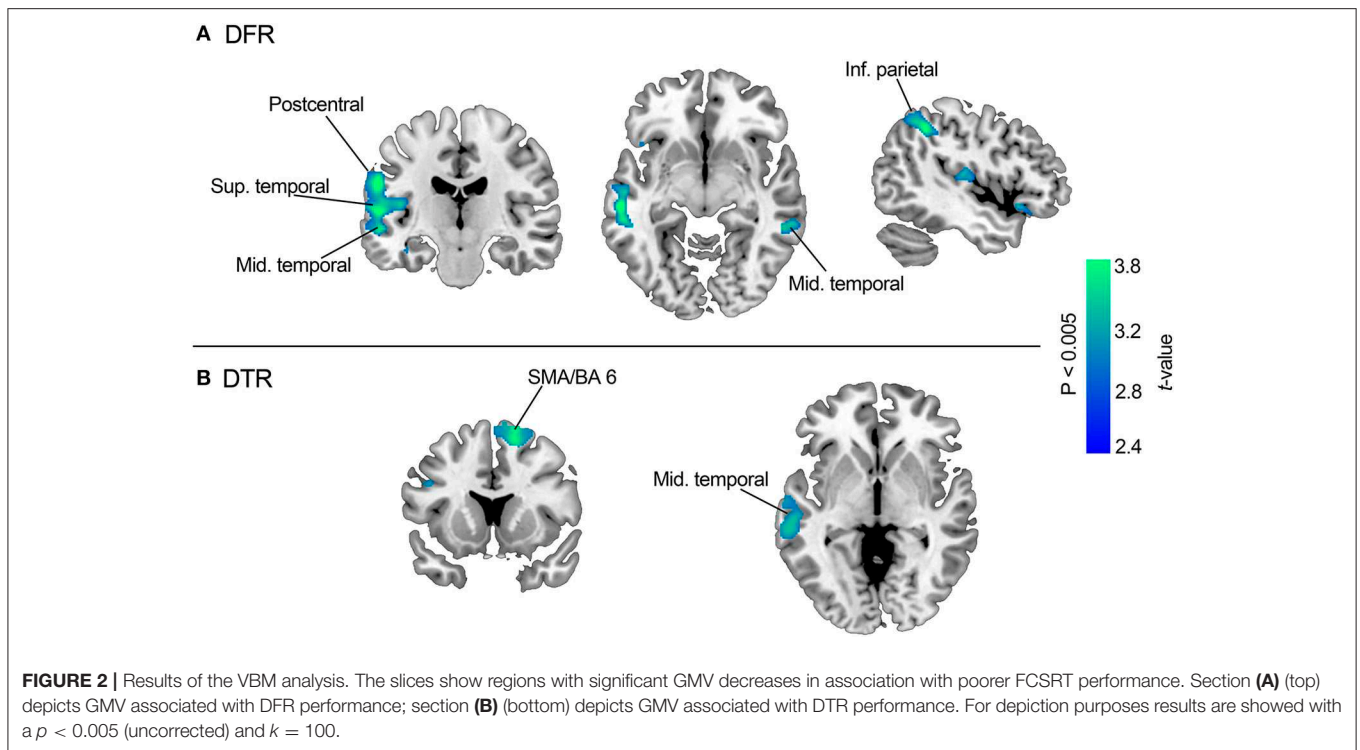 A DFR
Inf. parietal
Postcentral
Sup. temporal
Mid. temporal
Mid. temporal
3.8
3.2
2.8
2.4
P < 0.005
t-value
B DTR
SMA/BA 6
Mid. temporal
FIGURE 2 | Results of the VBM analysis. The slices show regions with significant GMV decreases in association with poorer FCSRT performance. Section (A) (top)
depicts GMV associated with DFR performance; section (B) (bottom) depicts GMV associated with DTR performance. For depiction purposes results are showed with
a p < 0.005 (uncorrected) and k = 100.